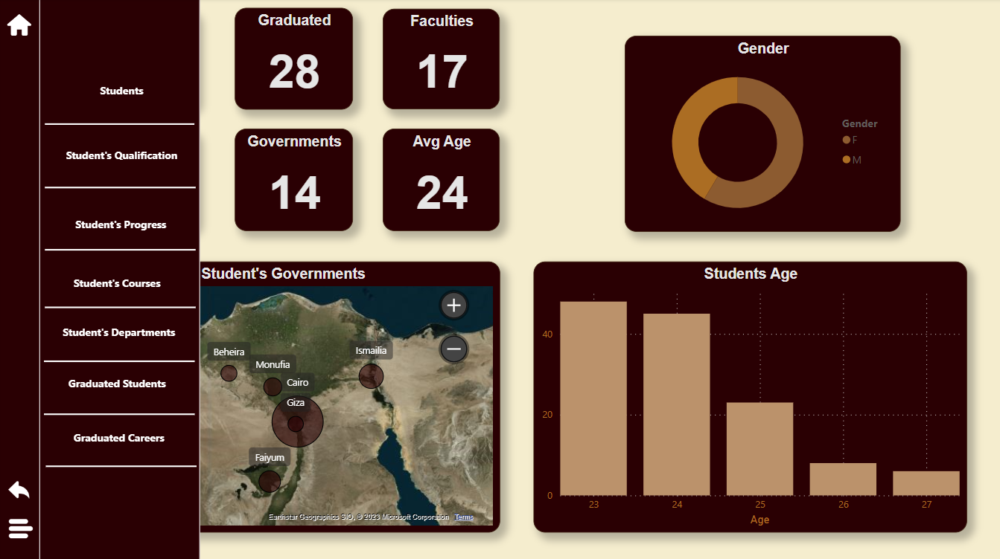 Students
Student's Qualification
Student's Progress
Student's Courses
Student's Departments
Graduated Students
Graduated Careers
Graduated
28
Faculties
17
Governments
14
Avg Age
24
Gender
Gender
F
M
Student's Governments
Beheira
Monufia
Cairo
Giza
Ismailia
Faiyum
Earthstar Geographics SIO, © 2023 Microsoft Corporation Terms
Students Age
40
20
0
23 24 25 26 27
Age